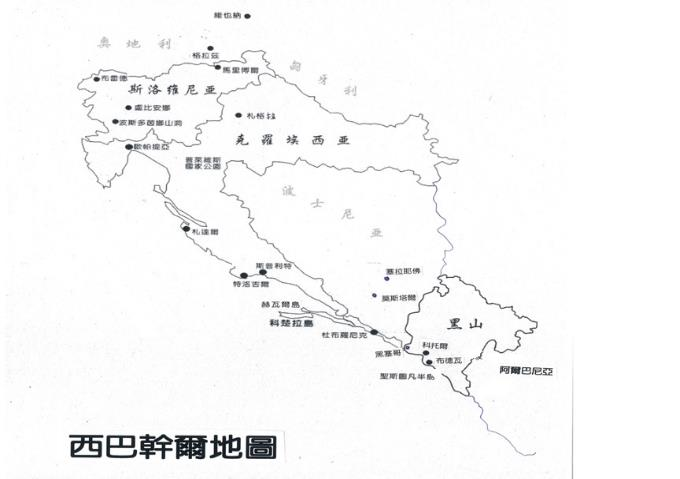 維也納
奧地利
格拉茲
馬里博爾
匈牙利
布雷德
斯洛維尼亞
盧比安娜
波斯多茵娜山洞
札格拉布
克羅埃西亞
歐帕提亞
普萊維斯
國家公園
波士尼亞
札達爾
斯普利特
特洛吉爾
塞拉耶佛
莫斯塔爾
赫瓦爾島
科楚拉島
杜布羅尼克
黑山
黑塞哥
科托爾
布德瓦
阿爾巴尼亞
聖斯圖凡半島
西巴幹爾地圖